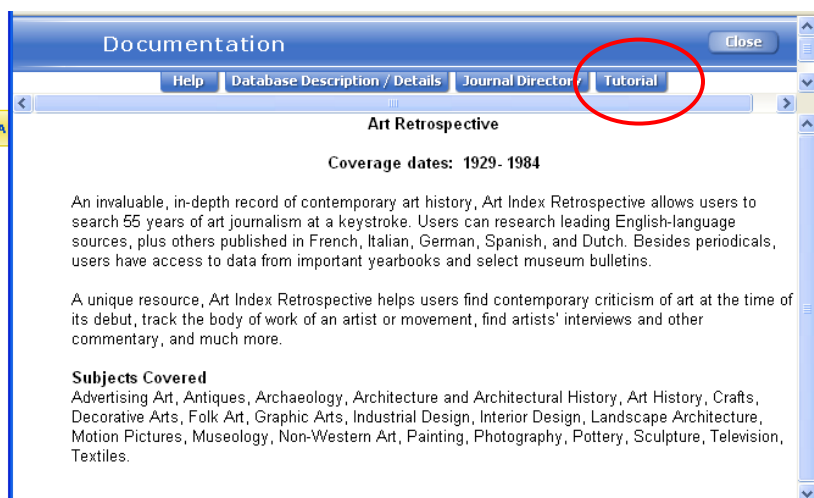 Documentation
Close
Help Database Description / Details Journal Directory Tutorial
A
Art Retrospective
Coverage dates: 1929- 1984
An invaluable, in-depth record of contemporary art history, Art Index Retrospective allows users to
search 55 years of art journalism at a keystroke. Users can research leading English-language
sources, plus others published in French, Italian, German, Spanish, and Dutch. Besides periodicals,
users have access to data from important yearbooks and select museum bulletins.
A unique resource, Art Index Retrospective helps users find contemporary criticism of art at the time of
its debut, track the body of work of an artist or movement, find artists' interviews and other
commentary, and much more.
Subjects Covered
Advertising Art, Antiques, Archaeology, Architecture and Architectural History, Art History, Crafts,
Decorative Arts, Folk Art, Graphic Arts, Industrial Design, Interior Design, Landscape Architecture,
Motion Pictures, Museology, Non-Western Art, Painting, Photography, Pottery, Sculpture, Television,
Textiles.